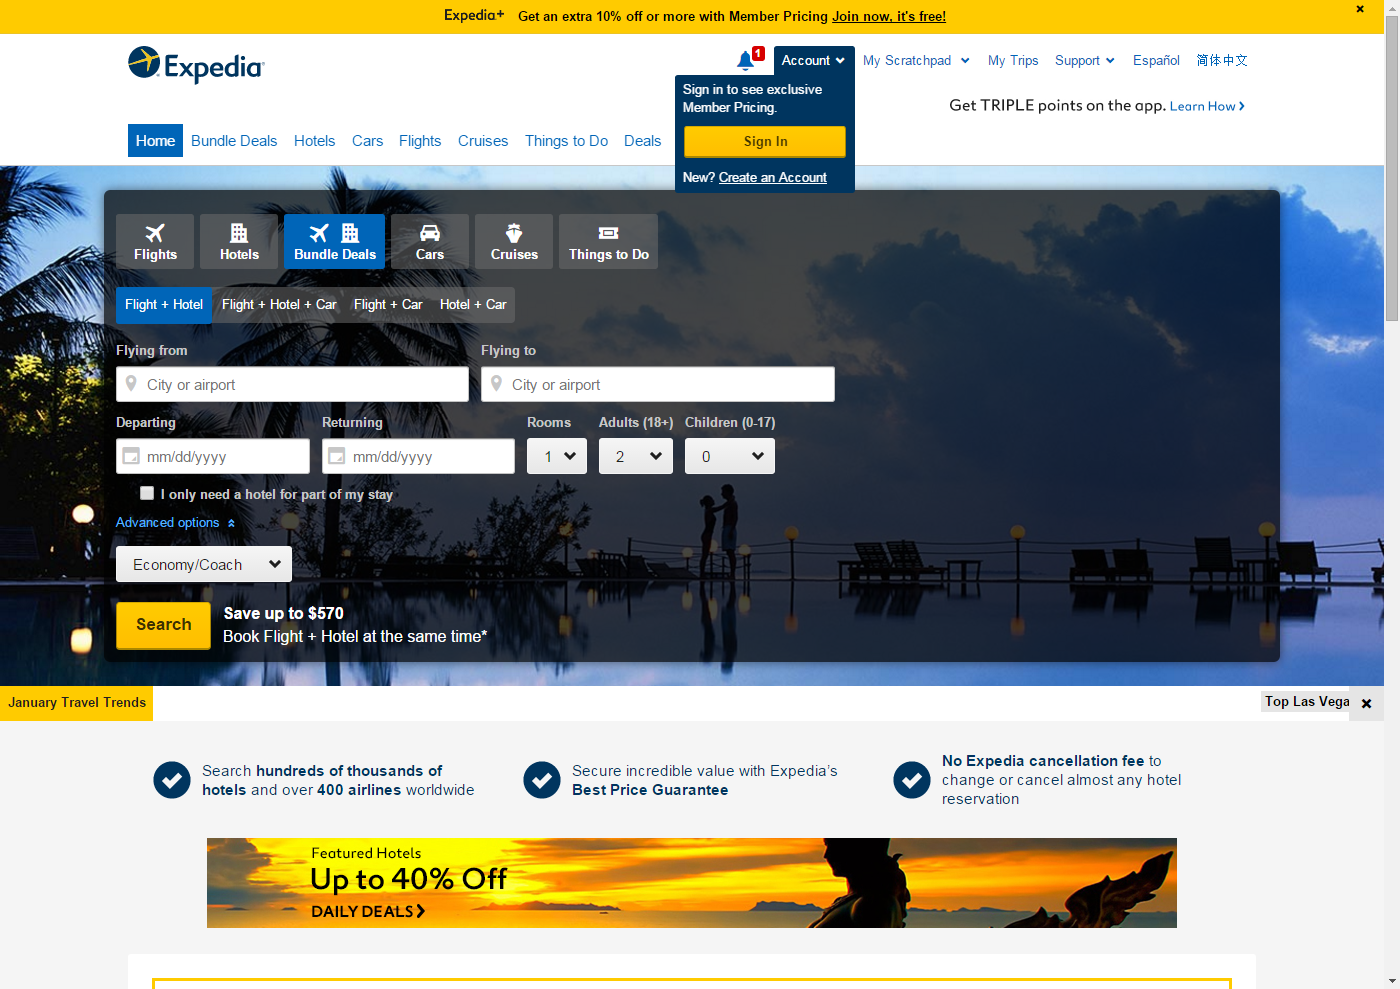 Expedia+ Get an extra 10% off or more with Member Pricing Join now, it's free!
Expedia
1
Account My Scratchpad My Trips Support Español 简体中文
Sign in to see exclusive
Member Pricing.
Sign In
New? Create an Account
Get TRIPLE points on the app. Learn How
Home Bundle Deals Hotels Cars Flights Cruises Things to Do Deals
Flights Hotels Bundle Deals Cars Cruises Things to Do
Flight + Hotel Flight + Hotel + Car Flight + Car Hotel + Car
Flying from Flying to
City or airport City or airport
Departing Returning Rooms Adults (18+) Children (0-17)
mm/dd/yyyy mm/dd/yyyy 1 2 0
I only need a hotel for part of my stay
Advanced options
Economy/Coach
Search
Save up to $570
Book Flight + Hotel at the same time*
January Travel Trends Top Las Vega
Search hundreds of thousands of
hotels and over 400 airlines worldwide
Secure incredible value with Expedia's
Best Price Guarantee
No Expedia cancellation fee to
change or cancel almost any hotel
reservation
Featured Hotels
Up to 40% Off
DAILY DEALS